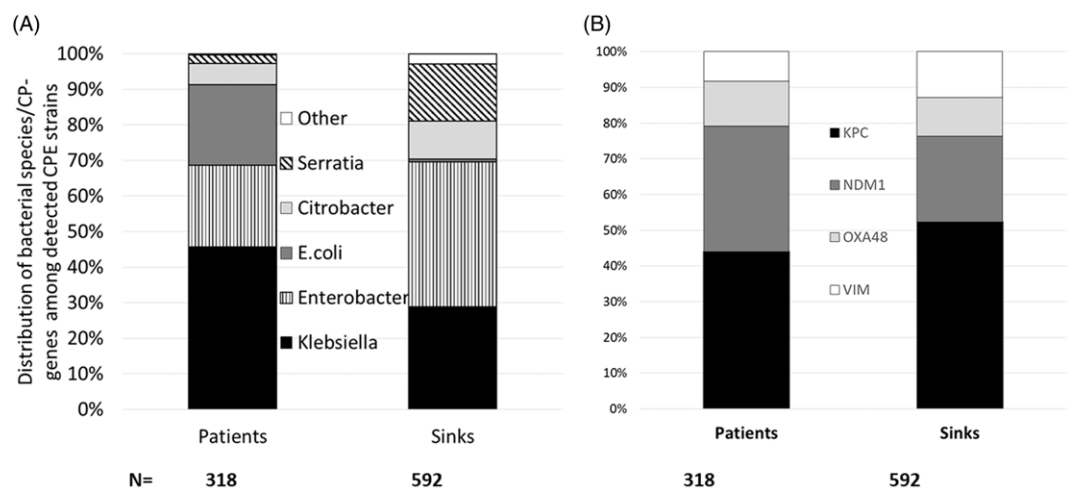 (A)
Distribution of bacterial species/CP-
genes among detected CPE strains
100%
90%
80%
70%
60%
50%
40%
30%
20%
10%
0%
Other
Serratia
Citrobacter
E.coli
Enterobacter
Klebsiella
Patients
Sinks
N= 318 592
(B)
100%
90%
80%
70%
60%
50%
40%
30%
20%
10%
0%
KPC
NDM1
OXA48
VIM
Patients
Sinks
318 592